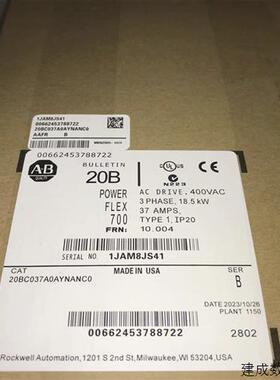 1JAM8JS41
00662453788722
20BC037A0AYNANC0
AAFR B
00662453788722
BULLETIN
AB
20B
N223
POWER FLEX 700
AC DRIVE, 400VAC
3 PHASE, 18.5 kW
37 AMPS,
TYPE 1, IP20
FRN: 10.004
SERIAL NO. 1JAM8JS41
CAT
20BC037A0AYNANC0
MADE IN USA
SER
B
DATE 2023/10/26
PLANT 1150
00662453788722
2802
Rockwell Automation, 1201 S 2nd St, Milwaukee, WI 53204, USA
建成